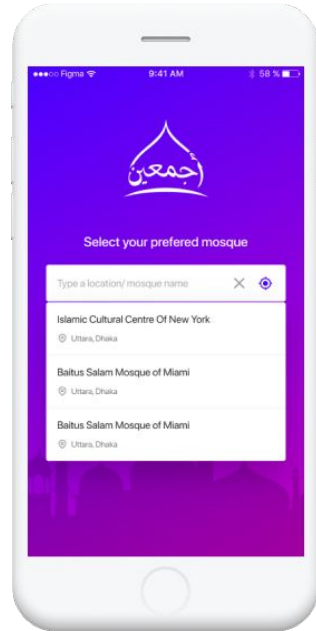 ●●●○○ Figma 9:41 AM 58 %
أجمعين
Select your prefered mosque
Type a location/ mosque name
Islamic Cultural Centre Of New York
Uttara, Dhaka
Baitus Salam Mosque of Miami
Uttara, Dhaka
Baitus Salam Mosque of Miami
Uttara, Dhaka